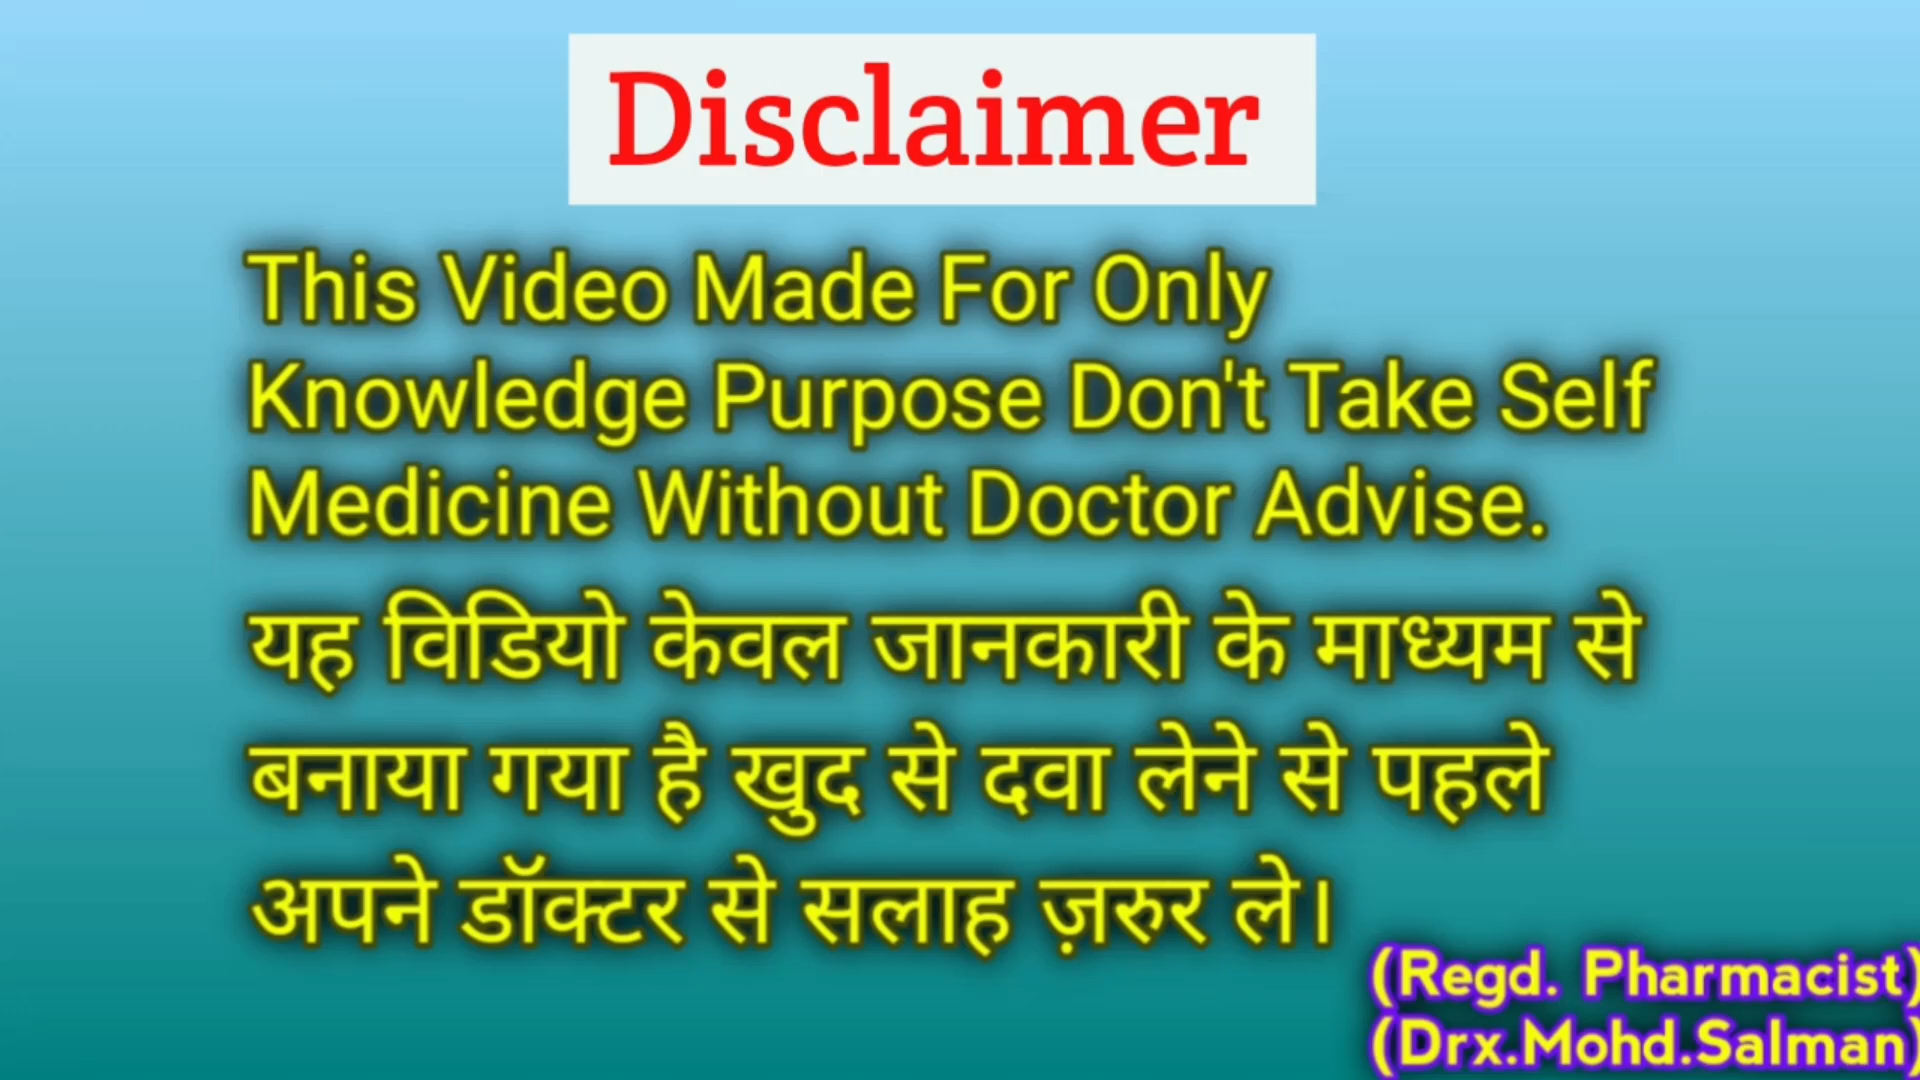 Disclaimer
This Video Made For Only
Knowledge Purpose Don't Take Self
Medicine Without Doctor Advise.
यह विडियो केवल जानकारी के माध्यम से
बनाया गया है खुद से दवा लेने से पहले
अपने डॉक्टर से सलाह ज़रुर ले।
(Regd. Pharmacist)
(Drx.Mohd.Salman)